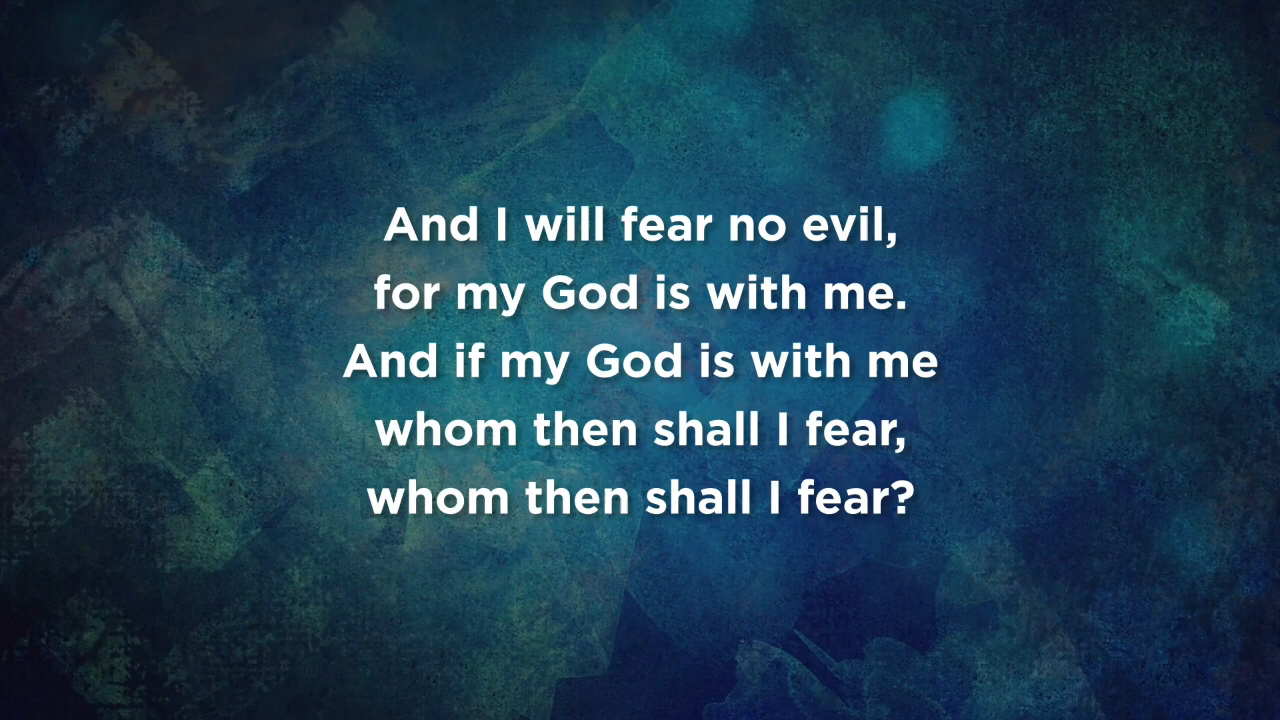 And I will fear no evil,
for my God is with me.
And if my God is with me
whom then shall I fear,
whom then shall I fear?